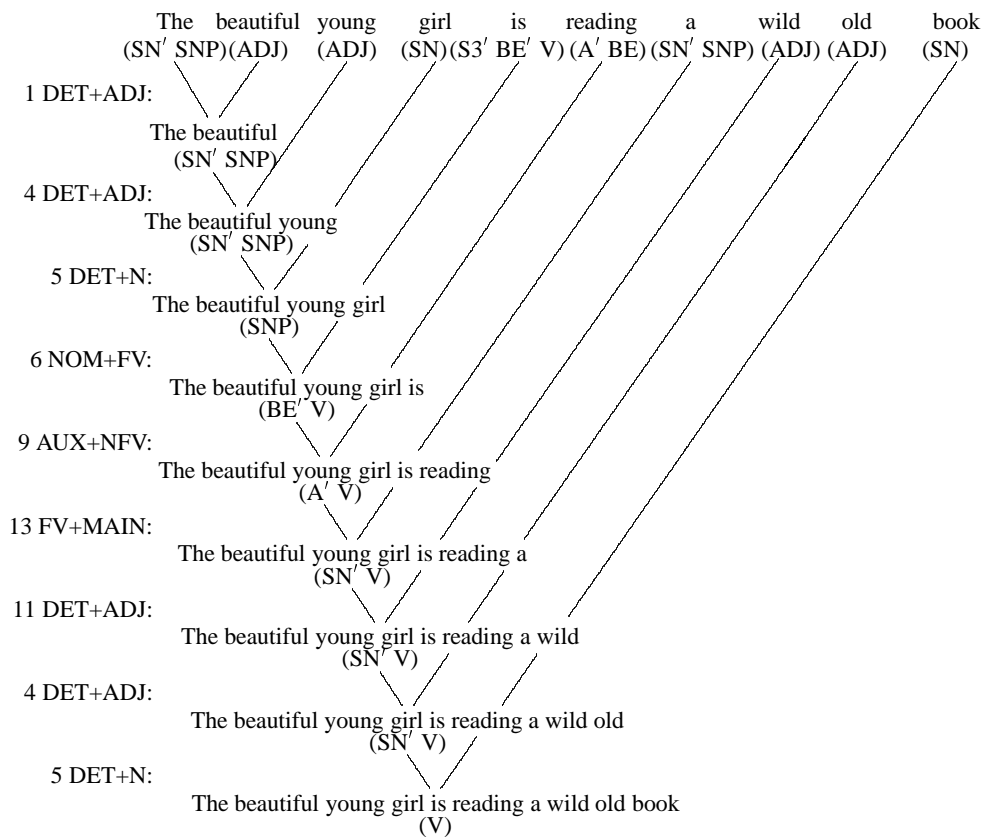 The beautiful young girl is reading a wild old book
(SN′ SNP) (ADJ) (ADJ) (SN) (S3′ BE′ V) (A′ BE) (SN′ SNP) (ADJ) (ADJ) (SN)
1 DET+ADJ:
The beautiful
(SN′ SNP)
4 DET+ADJ:
The beautiful young
(SN′ SNP)
5 DET+N:
The beautiful young girl
(SNP)
6 NOM+FV:
The beautiful young girl is
(BE′ V)
9 AUX+NFV:
The beautiful young girl is reading
(A′ V)
13 FV+MAIN:
The beautiful young girl is reading a
(SN′ V)
11 DET+ADJ:
The beautiful young girl is reading a wild
(SN′ V)
4 DET+ADJ:
The beautiful young girl is reading a wild old
(SN′ V)
5 DET+N:
The beautiful young girl is reading a wild old book
(V)